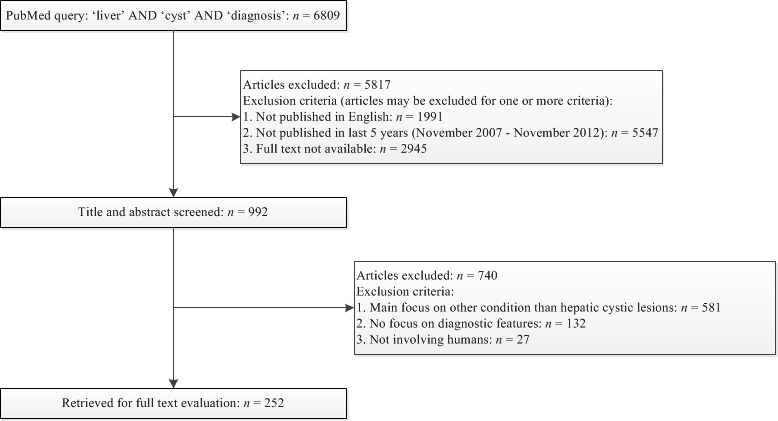 PubMed query: ‘liver’ AND ‘cyst’ AND ‘diagnosis’: n = 6809
Articles excluded: n = 5817
Exclusion criteria (articles may be excluded for one or more criteria):
1. Not published in English: n = 1991
2. Not published in last 5 years (November 2007 - November 2012): n = 5547
3. Full text not available: n = 2945
Title and abstract screened: n = 992
Articles excluded: n = 740
Exclusion criteria:
1. Main focus on other condition than hepatic cystic lesions: n = 581
2. No focus on diagnostic features: n = 132
3. Not involving humans: n = 27
Retrieved for full text evaluation: n = 252